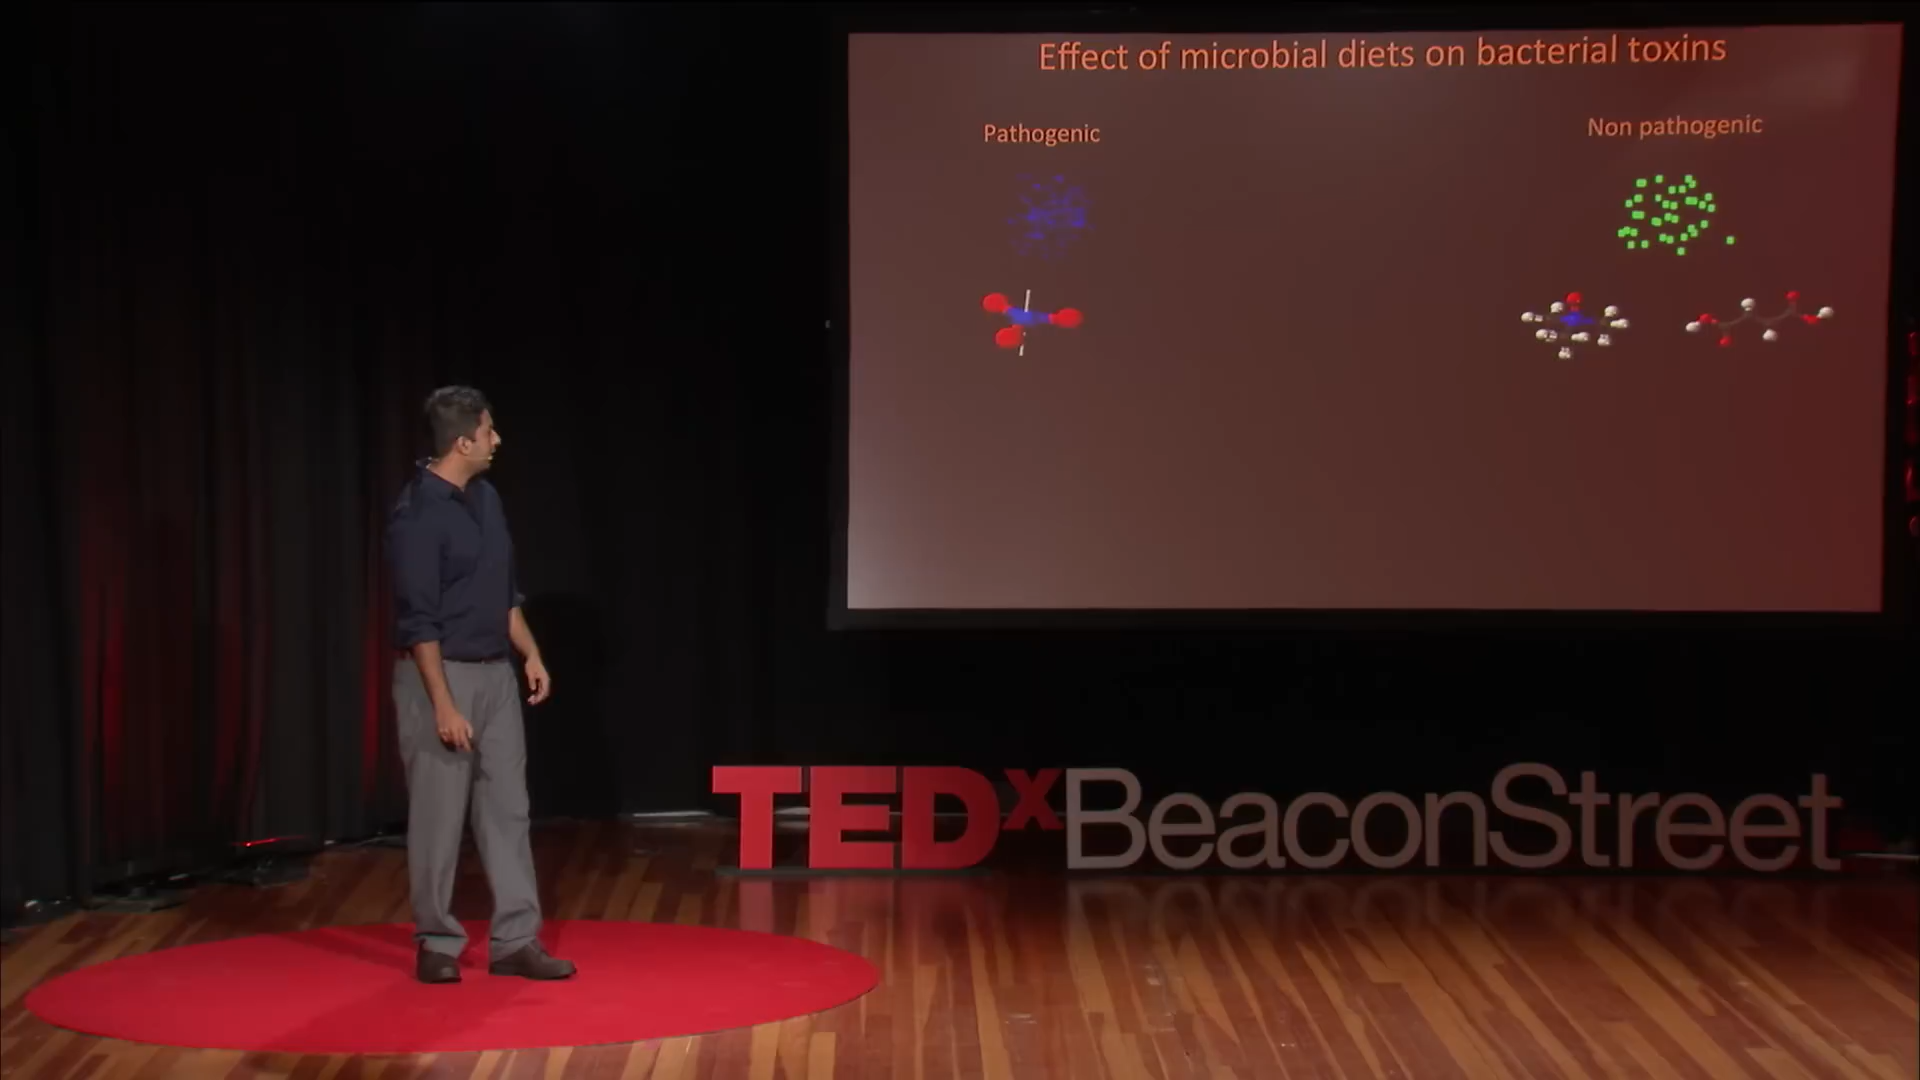 Effect of microbial diets on bacterial toxins
Pathogenic
Non pathogenic
TEDxBeaconStreet